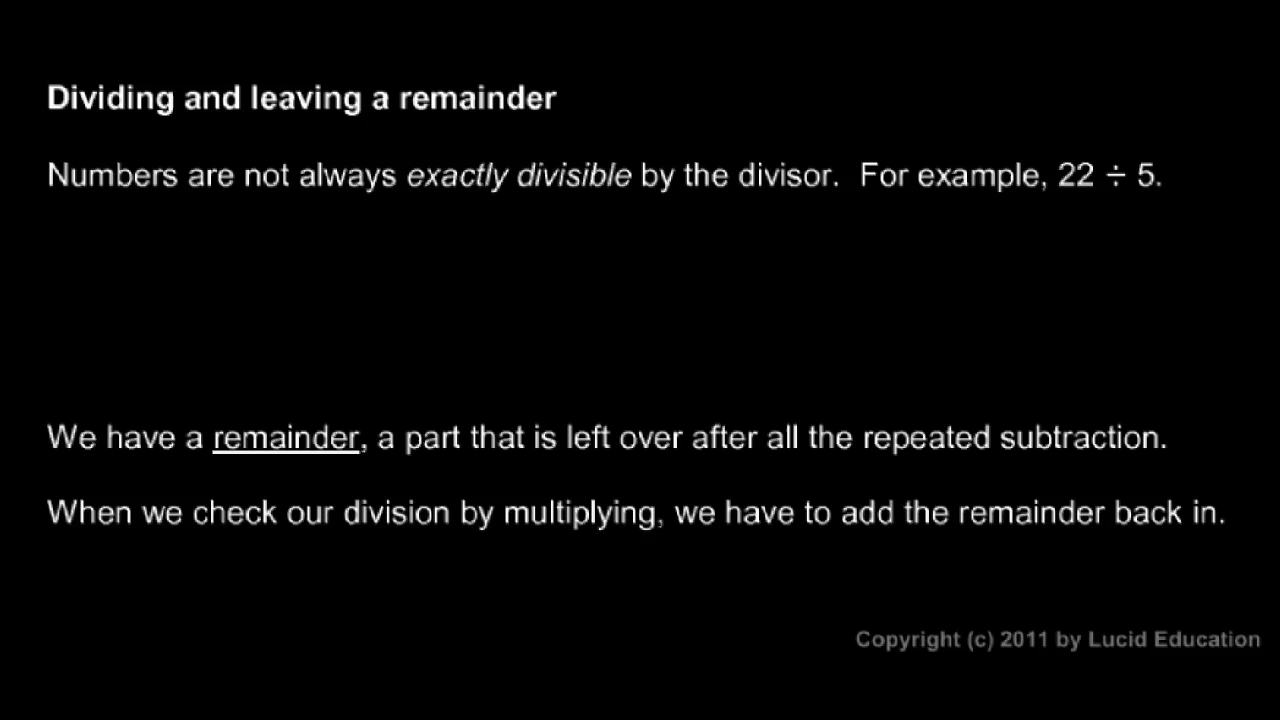 Dividing and leaving a remainder
Numbers are not always exactly divisible by the divisor.  For example, 22 ÷ 5.
We have a remainder, a part that is left over after all the repeated subtraction.
When we check our division by multiplying, we have to add the remainder back in.
Copyright (c) 2011 by Lucid Education